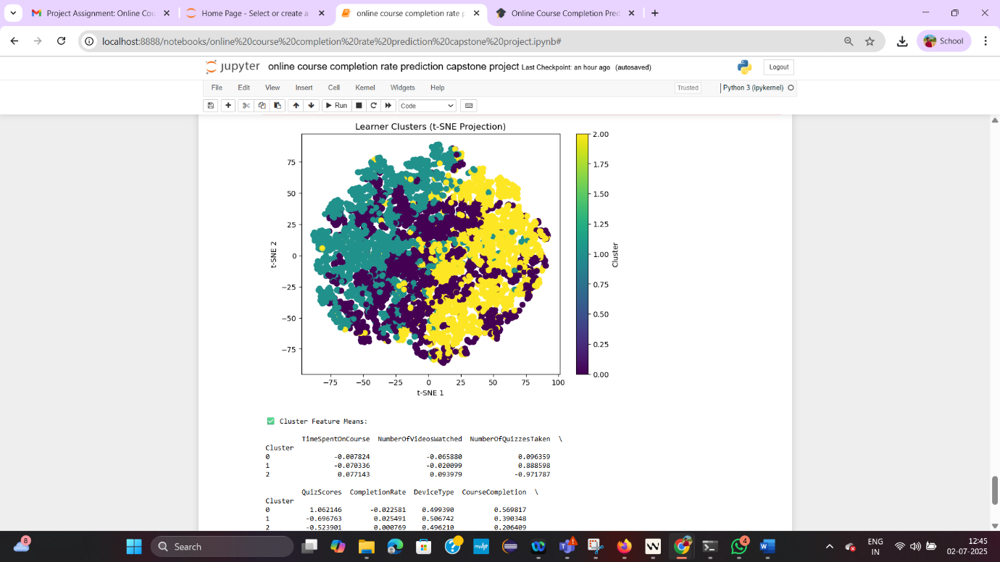 Project Assignment: Online Cou
Home Page - Select or create a
online course completion rate p
Online Course Completion Pred
localhost:8888/notebooks/online%20course%20completion%20rate%20prediction%20capstone%20project.ipynb#
School
jupyter online course completion rate prediction capstone project Last Checkpoint: an hour ago (autosaved)
Logout
File Edit View Insert Cell Kernel Widgets Help
Trusted
Python 3 (ipykernel)
Run
Code
Learner Clusters (t-SNE Projection)
75
50
25
0
−25
−50
−75
t-SNE 2
−75 −50 −25 0 25 50 75 100
t-SNE 1
2.00
1.75
1.50
1.25
1.00
0.75
0.50
0.25
0.00
Cluster
Cluster Feature Means:
TimeSpentOnCourse NumberOfVideosWatched NumberOfQuizzesTaken \
Cluster
0 -0.007824 -0.065880 0.096359
1 -0.070336 -0.020099 0.888598
2 0.077143 0.093979 -0.971787
QuizScores CompletionRate DeviceType CourseCompletion \
Cluster
0 1.062146 -0.022581 0.499390 0.569817
1 -0.696763 0.025491 0.506742 0.390348
2 -0.523901 0.000769 0.496210 0.206409
8
Search
myhp
4
ENG
IN
12:45
02-07-2025